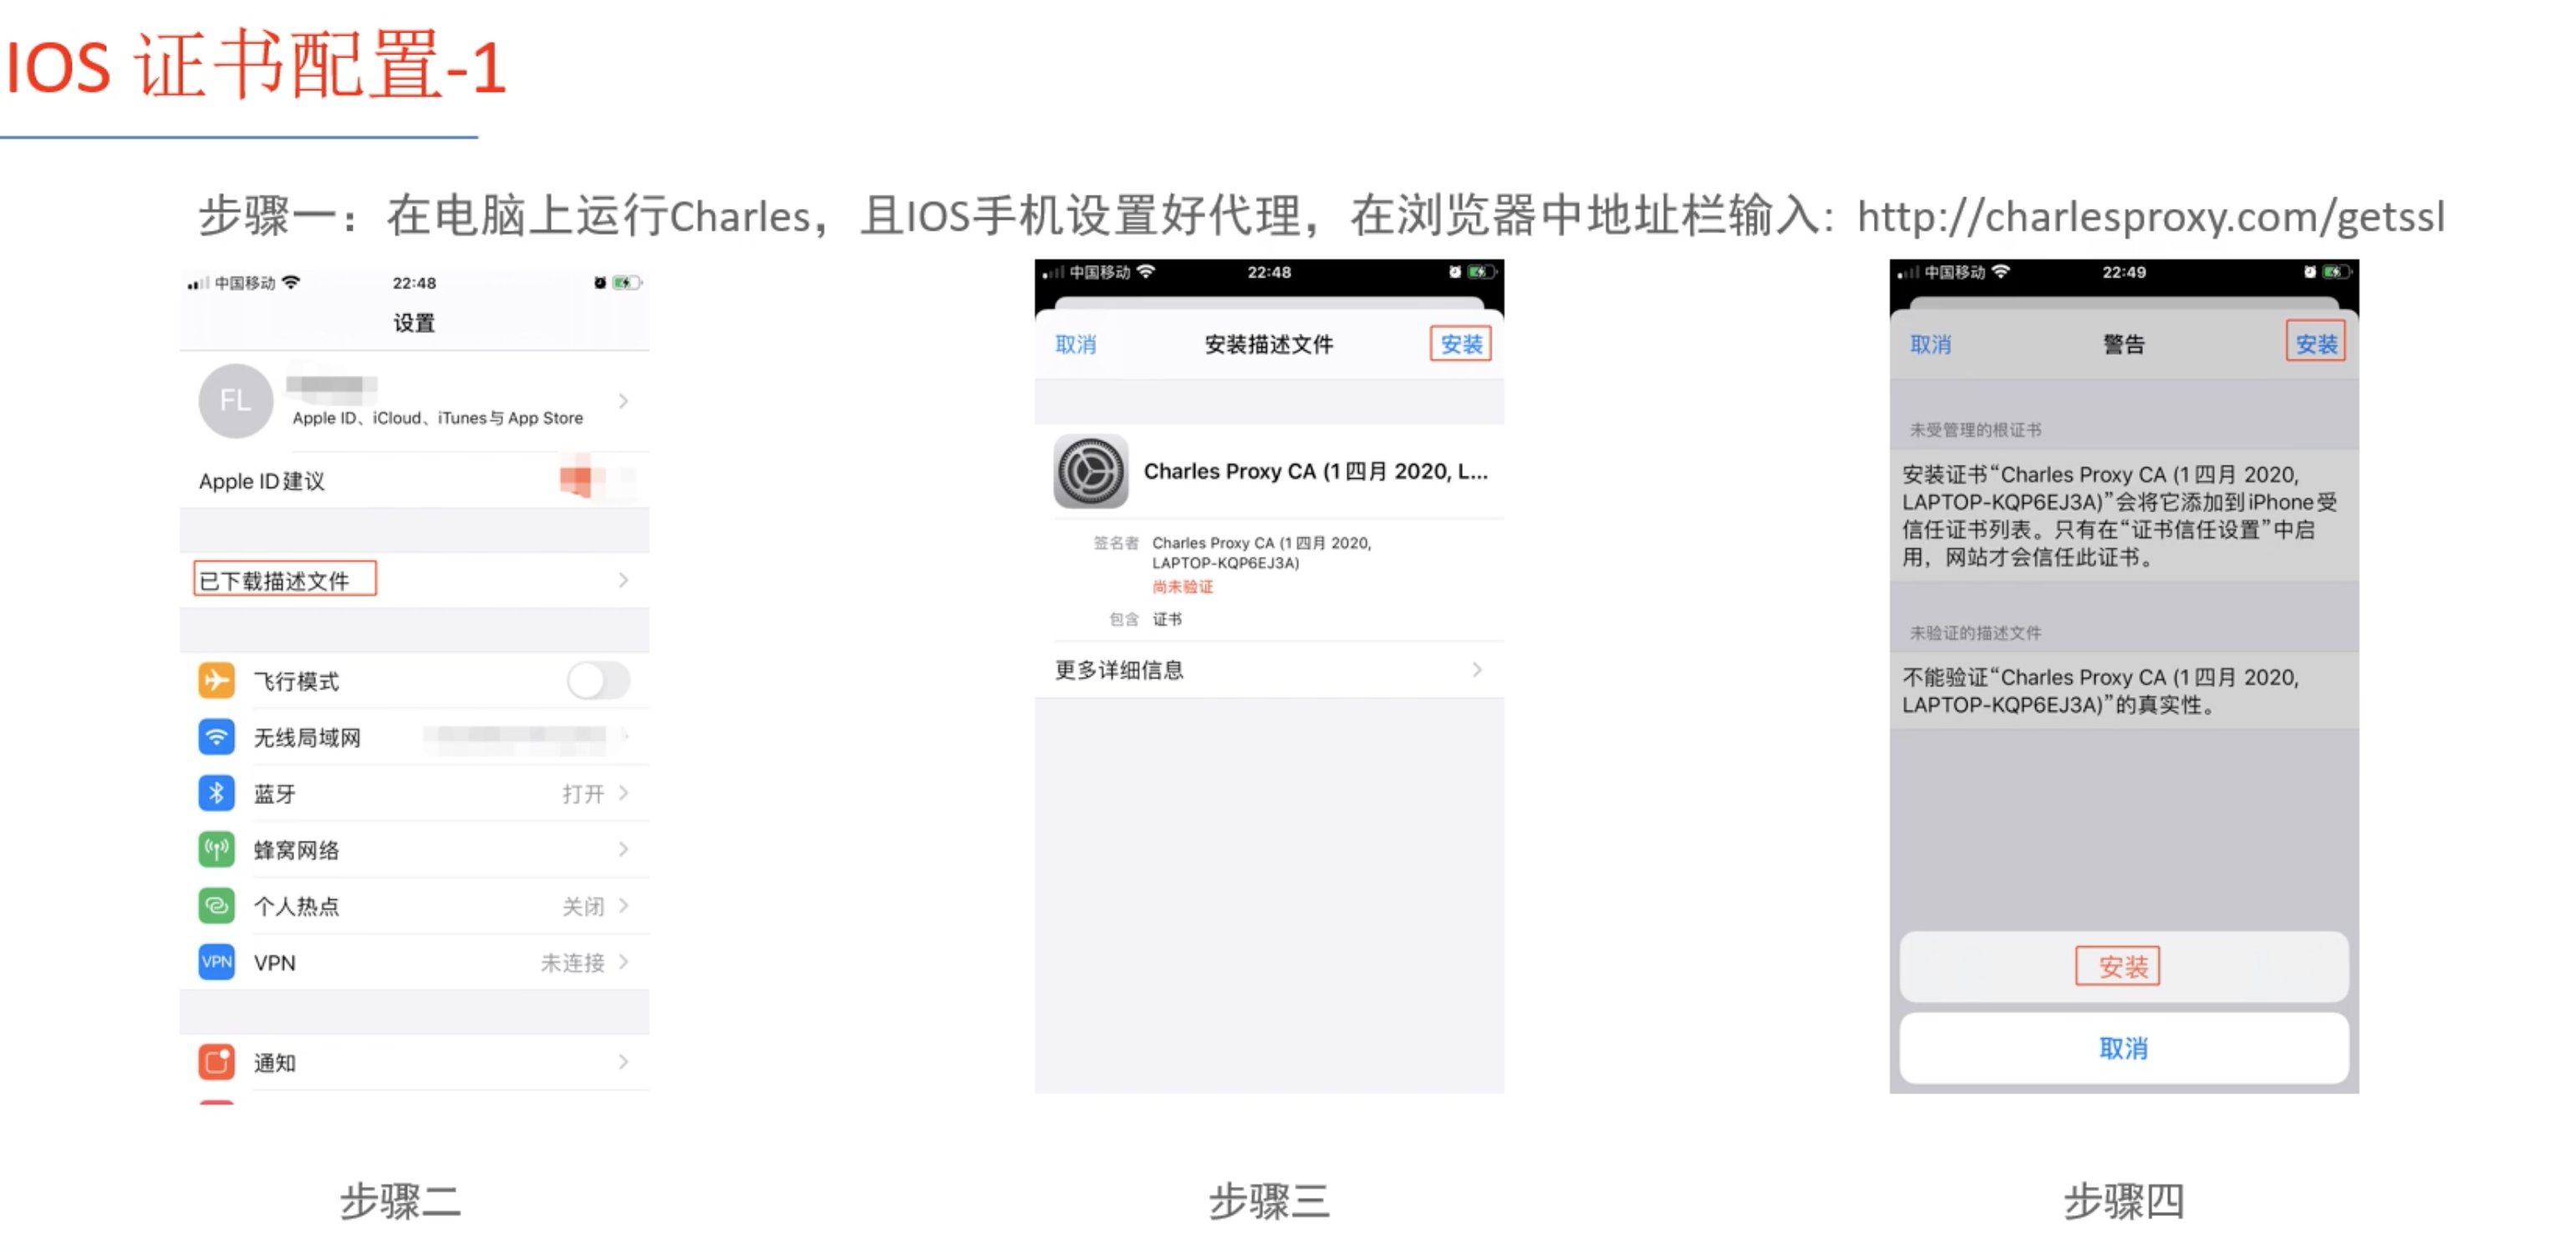 IOS 证书配置-1
步骤一：在电脑上运行Charles，且IOS手机设置好代理，在浏览器中地址栏输入: http://charlesproxy.com/getssl
中国移动 22:48
设置
FL
Apple ID、iCloud、iTunes与 App Store
Apple ID建议
已下载描述文件
飞行模式
无线局域网
蓝牙 打开
蜂窝网络
个人热点 关闭
VPN VPN 未连接
通知
步骤二
中国移动 22:48
取消 安装描述文件 安装
Charles Proxy CA (1 四月 2020, L...
签名者 Charles Proxy CA (1 四月 2020,
LAPTOP-KQP6EJ3A)
尚未验证
包含 证书
更多详细信息
步骤三
中国移动 22:49
取消 警告 安装
未受管理的根证书
安装证书“Charles Proxy CA (1 四月 2020,
LAPTOP-KQP6EJ3A)”会将它添加到 iPhone 受
信任证书列表。只有在“证书信任设置”中启
用，网站才会信任此证书。
未验证的描述文件
不能验证“Charles Proxy CA (1 四月 2020,
LAPTOP-KQP6EJ3A)”的真实性。
安装
取消
步骤四